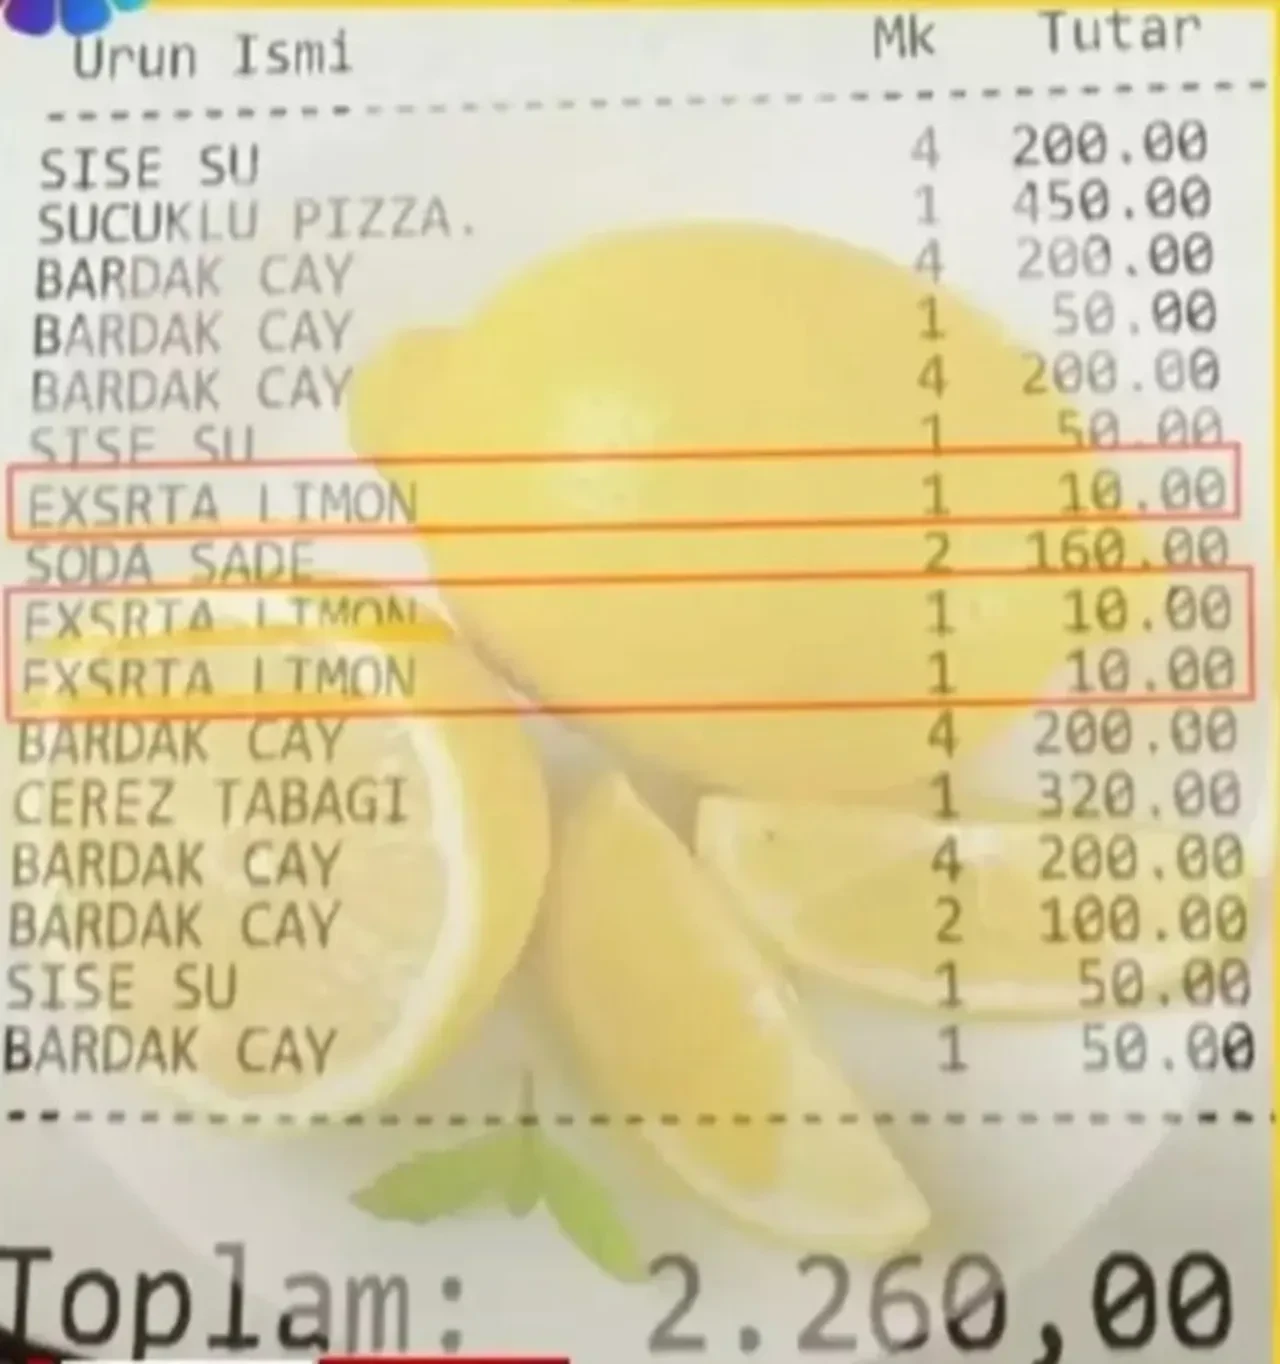 Urun Ismi Mk Tutar
SISE SU 4 200.00
SUCUKLU PIZZA. 1 450.00
BARDAK CAY 4 200.00
BARDAK CAY 1 50.00
BARDAK CAY 4 200.00
SISE SU 1 50.00
EXSRTA LIMON 1 10.00
SODA SADE 2 160.00
EXSRTA LIMON 1 10.00
EXSRTA LIMON 1 10.00
BARDAK CAY 4 200.00
CEREZ TABAGI 1 320.00
BARDAK CAY 4 200.00
BARDAK CAY 2 100.00
SISE SU 1 50.00
BARDAK CAY 1 50.00
Toplam: 2.260,00